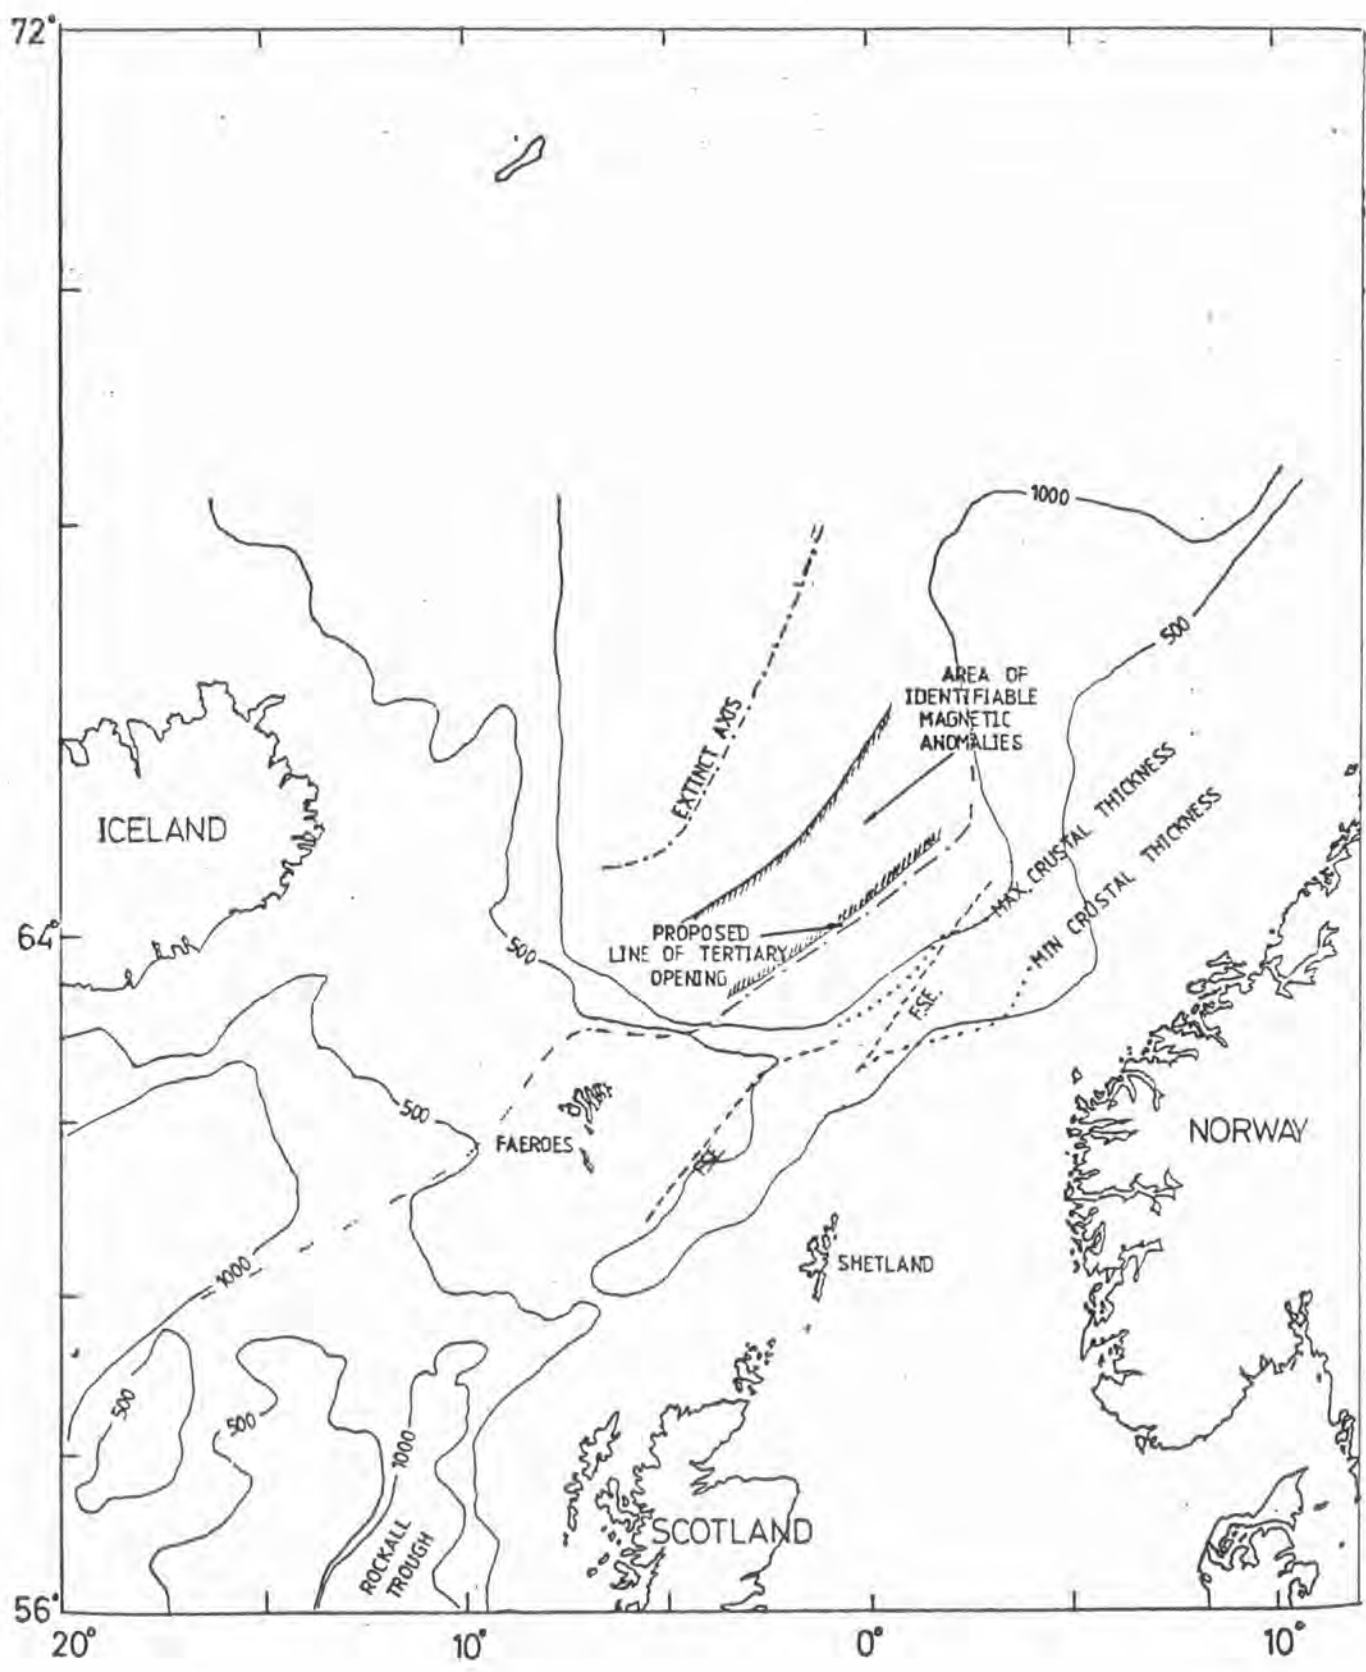 72°
1000
500
AREA OF
IDENTIFIABLE
MAGNETIC
ANOMALIES
EXTINCT AXIS
MAX. CRUSTAL THICKNESS
MIN CRUSTAL THICKNESS
ICELAND
64°
500
PROPOSED
LINE OF TERTIARY
OPENING
F.S.E.
500
FAEROES
NORWAY
SHETLAND
1000
500
500
1000
ROCKALL
TROUGH
SCOTLAND
56°
20°
10°
0°
10°